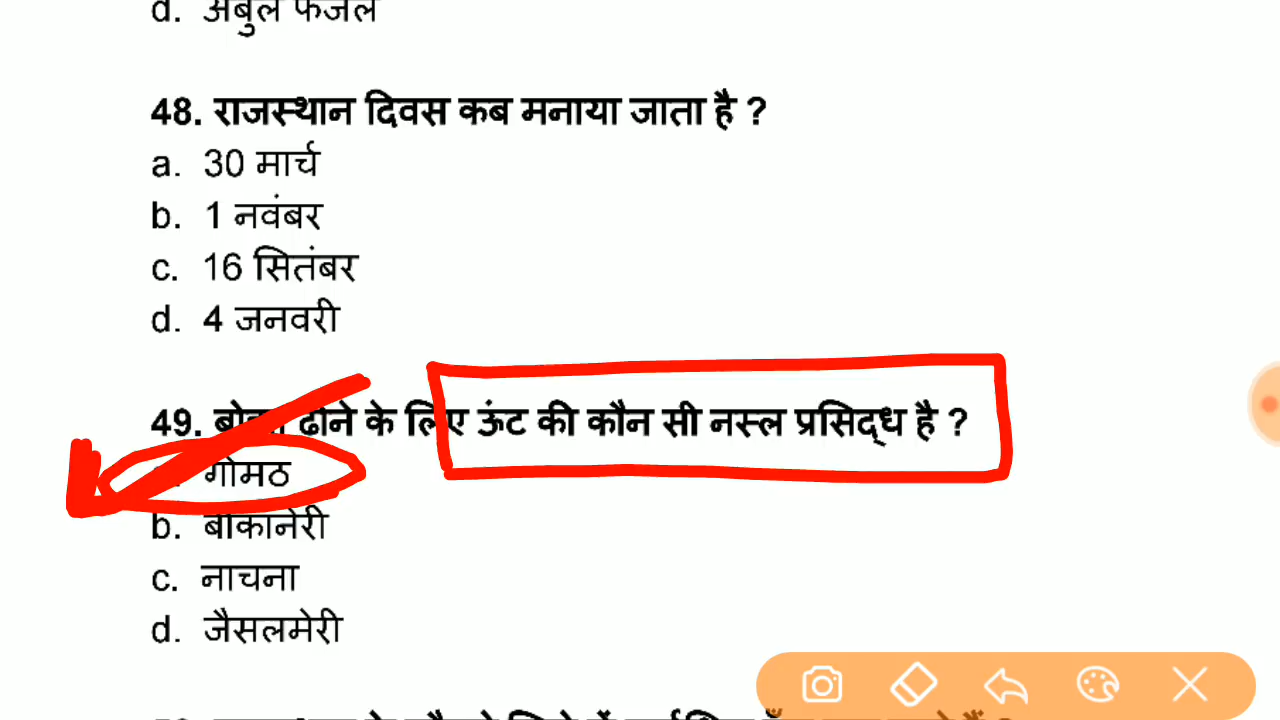 d. अबुल फजल
48. राजस्थान दिवस कब मनाया जाता है ?
a. 30 मार्च
b. 1 नवंबर
c. 16 सितंबर
d. 4 जनवरी
49. ढोने के लिए ऊंट की कौन सी नस्ल प्रसिद्ध है ?
गोमठ
b. बीकानेरी
c. नाचना
d. जैसलमेरी